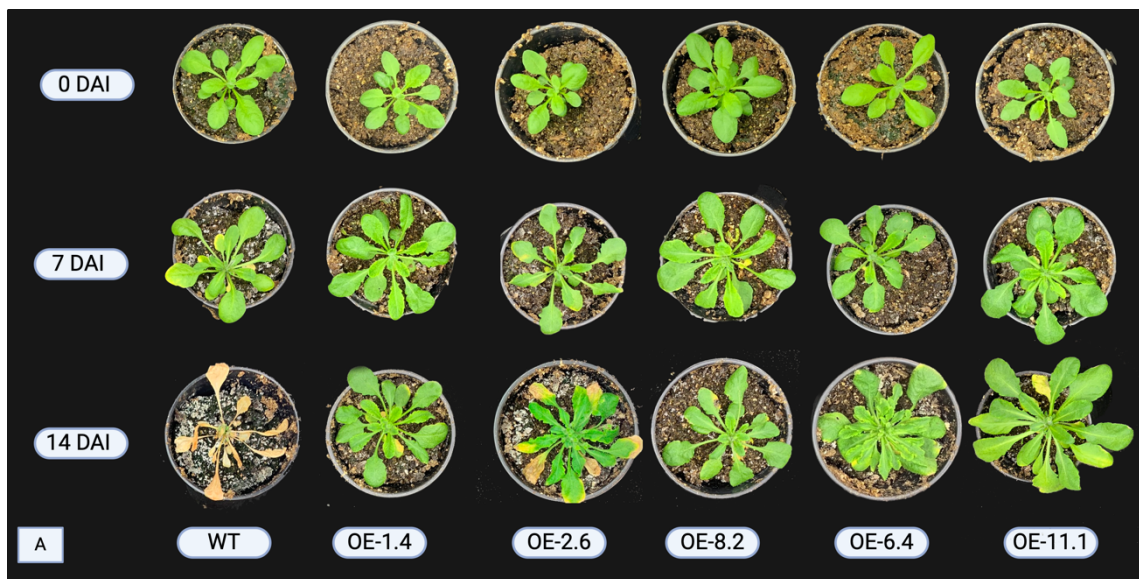 0 DAI
7 DAI
14 DAI
A
WT
OE-1.4
OE-2.6
OE-8.2
OE-6.4
OE-11.1